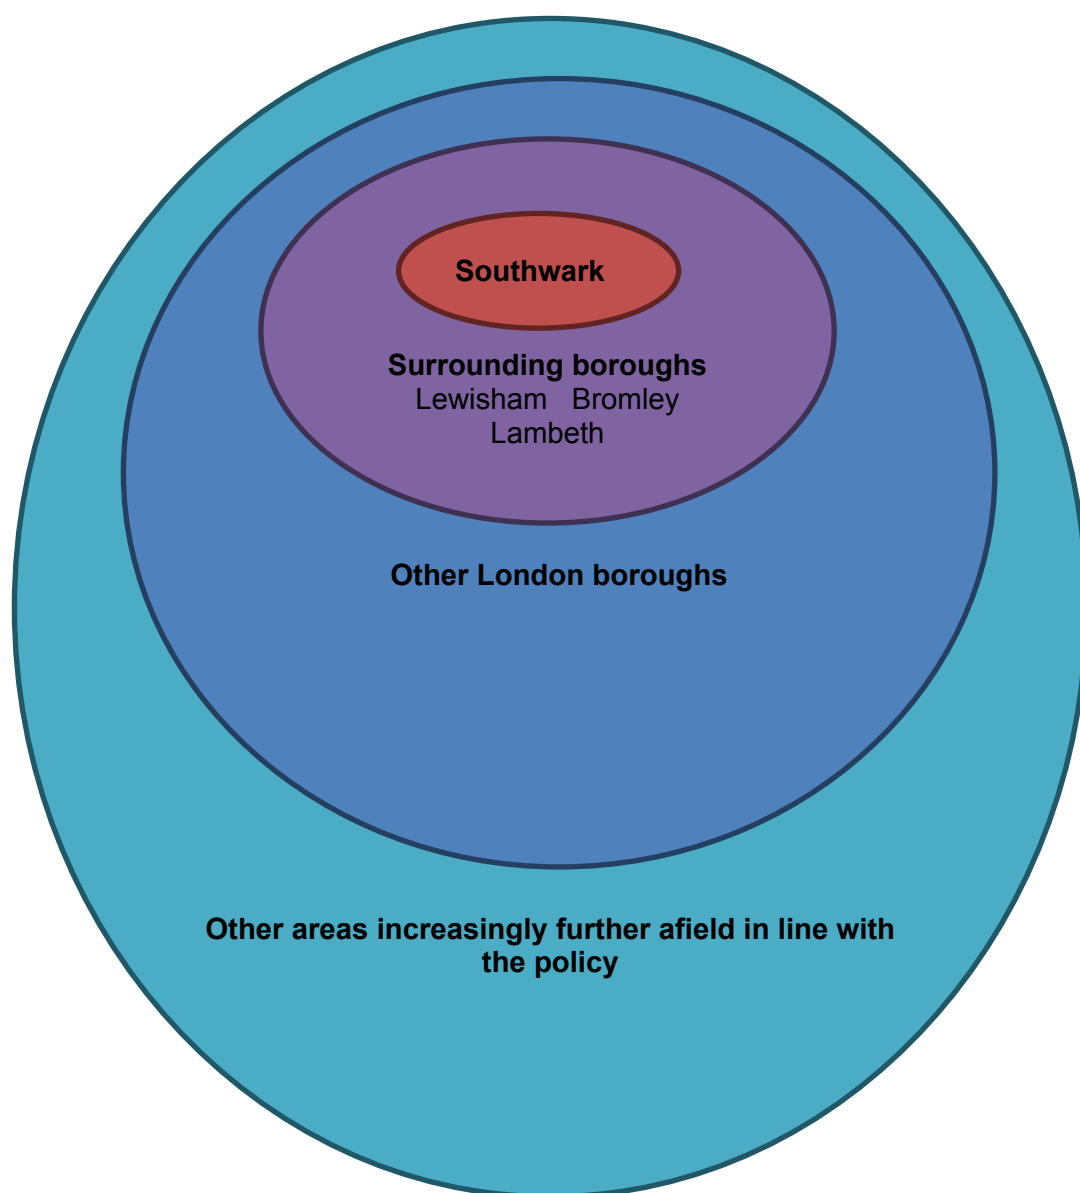 Southwark
Surrounding boroughs
Lewisham Bromley
Lambeth
Other London boroughs
Other areas increasingly further afield in line with
the policy